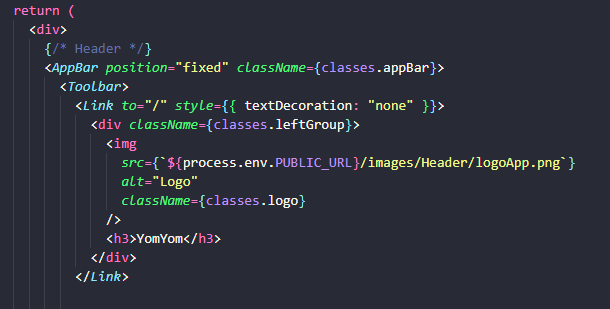 return (
<div>
{/* Header */}
<AppBar position="fixed" className={classes.appBar}>
<Toolbar>
<Link to="/" style={{ textDecoration: "none" }}>
<div className={classes.leftGroup}>
<img
src={`${process.env.PUBLIC_URL}/images/Header/logoApp.png`}
alt="Logo"
className={classes.logo}
/>
<h3>YomYom</h3>
</div>
</Link>